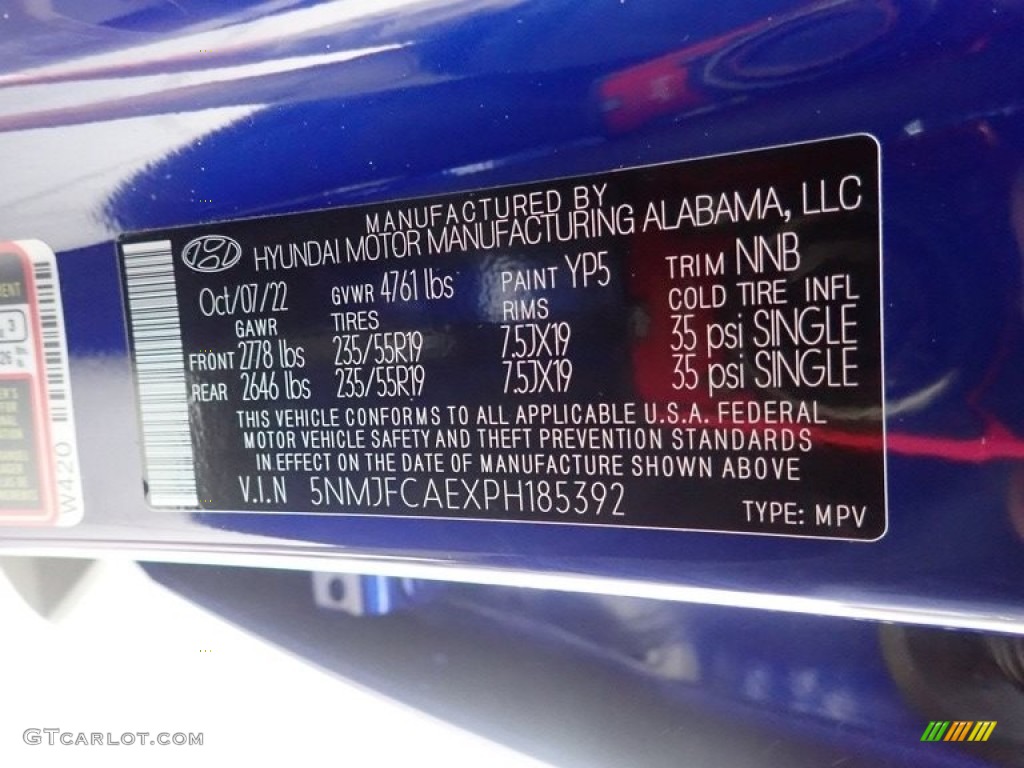 MANUFACTURED BY
HYUNDAI MOTOR MANUFACTURING ALABAMA, LLC
Oct/07/22 GVWR 4761 lbs PAINT YP5 TRIM NNB
GAWR TIRES RIMS COLD TIRE INFL
FRONT 2778 lbs 235/55R19 7.5JX19 35 psi SINGLE
REAR 2646 lbs 235/55R19 7.5JX19 35 psi SINGLE
THIS VEHICLE CONFORMS TO ALL APPLICABLE U.S.A. FEDERAL
MOTOR VEHICLE SAFETY AND THEFT PREVENTION STANDARDS
IN EFFECT ON THE DATE OF MANUFACTURE SHOWN ABOVE
V.I.N 5NMJFCAEXPH185392 TYPE: MPV
W420
3
GTCarlot.com